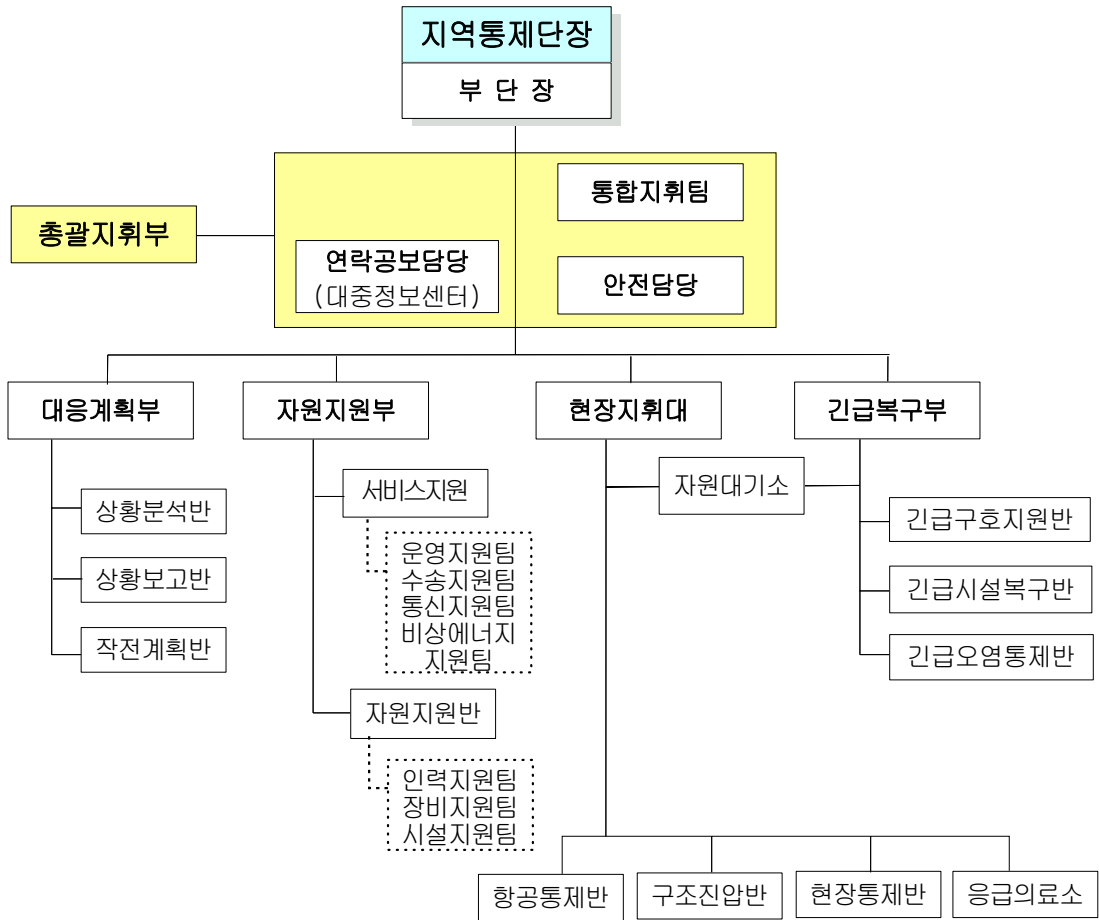 지역통제단장
부 단 장
통합지휘팀
총괄지휘부
연락공보담당
(대중정보센터)
안전담당
대응계획부
자원지원부
현장지휘대
긴급복구부
상황분석반
상황보고반
작전계획반
서비스지원
운영지원팀
수송지원팀
통신지원팀
비상에너지
지원팀
자원지원반
인력지원팀
장비지원팀
시설지원팀
자원대기소
긴급구호지원반
긴급시설복구반
긴급오염통제반
항공통제반
구조진압반
현장통제반
응급의료소